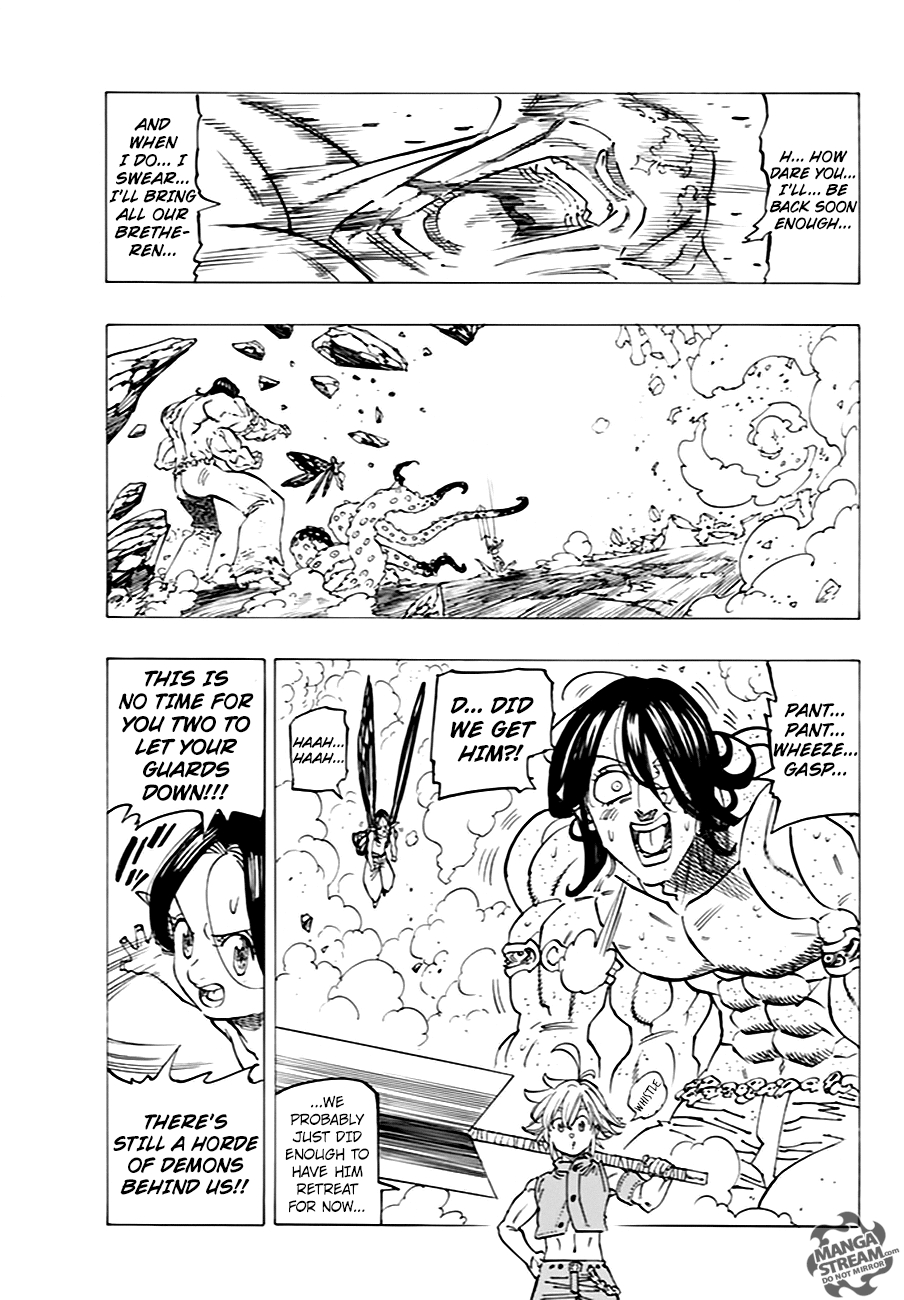 H... HOW
DARE YOU...
I'LL... BE
BACK SOON
ENOUGH...
AND
WHEN
I DO... I
SWEAR...
I'LL BRING
ALL OUR
BRETHE-
REN...
PANT...
PANT...
WHEEZE...
GASP...
D... DID
WE GET
HIM?!
HAAH...
HAAH...
WHISTLE
...WE
PROBABLY
JUST DID
ENOUGH TO
HAVE HIM
RETREAT
FOR NOW...
THIS IS
NO TIME FOR
YOU TWO TO
LET YOUR
GUARDS
DOWN!!!
THERE'S
STILL A HORDE
OF DEMONS
BEHIND US!!
MANGA
STREAM.com
DO NOT MIRROR